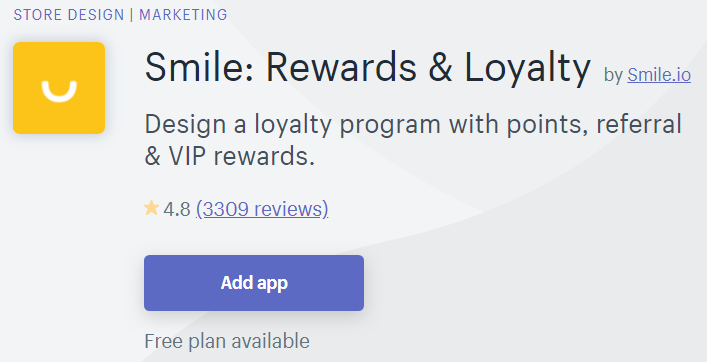 STORE DESIGN | MARKETING
Smile: Rewards & Loyalty by Smile.io
Design a loyalty program with points, referral
& VIP rewards.
4.8 (3309 reviews)
Add app
Free plan available